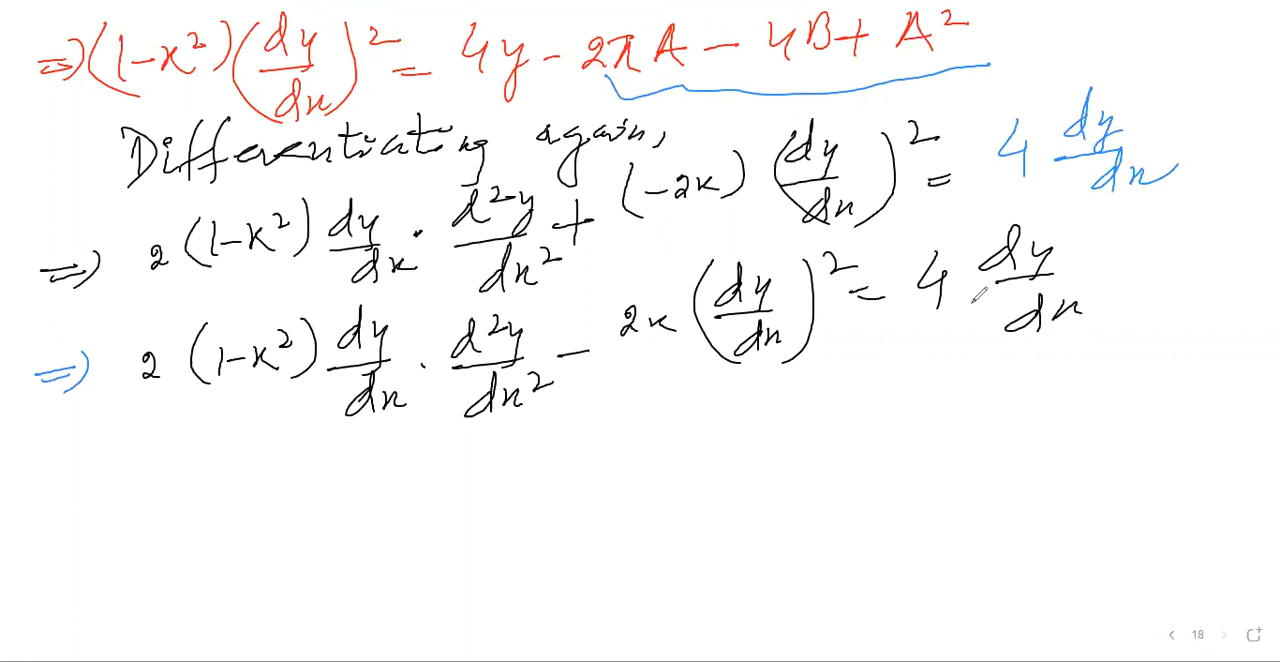 ⇒ (1-x²)(dy/dx)² = 4y - 2πA - 4B + A²
Differentiating again,
⇒ 2(1-x²) dy/dx · d²y/dx² + (-2x) (dy/dx)² = 4 dy/dx
⇒ 2(1-x²) dy/dx · d²y/dx² - 2x (dy/dx)² = 4 dy/dx
< 18 >